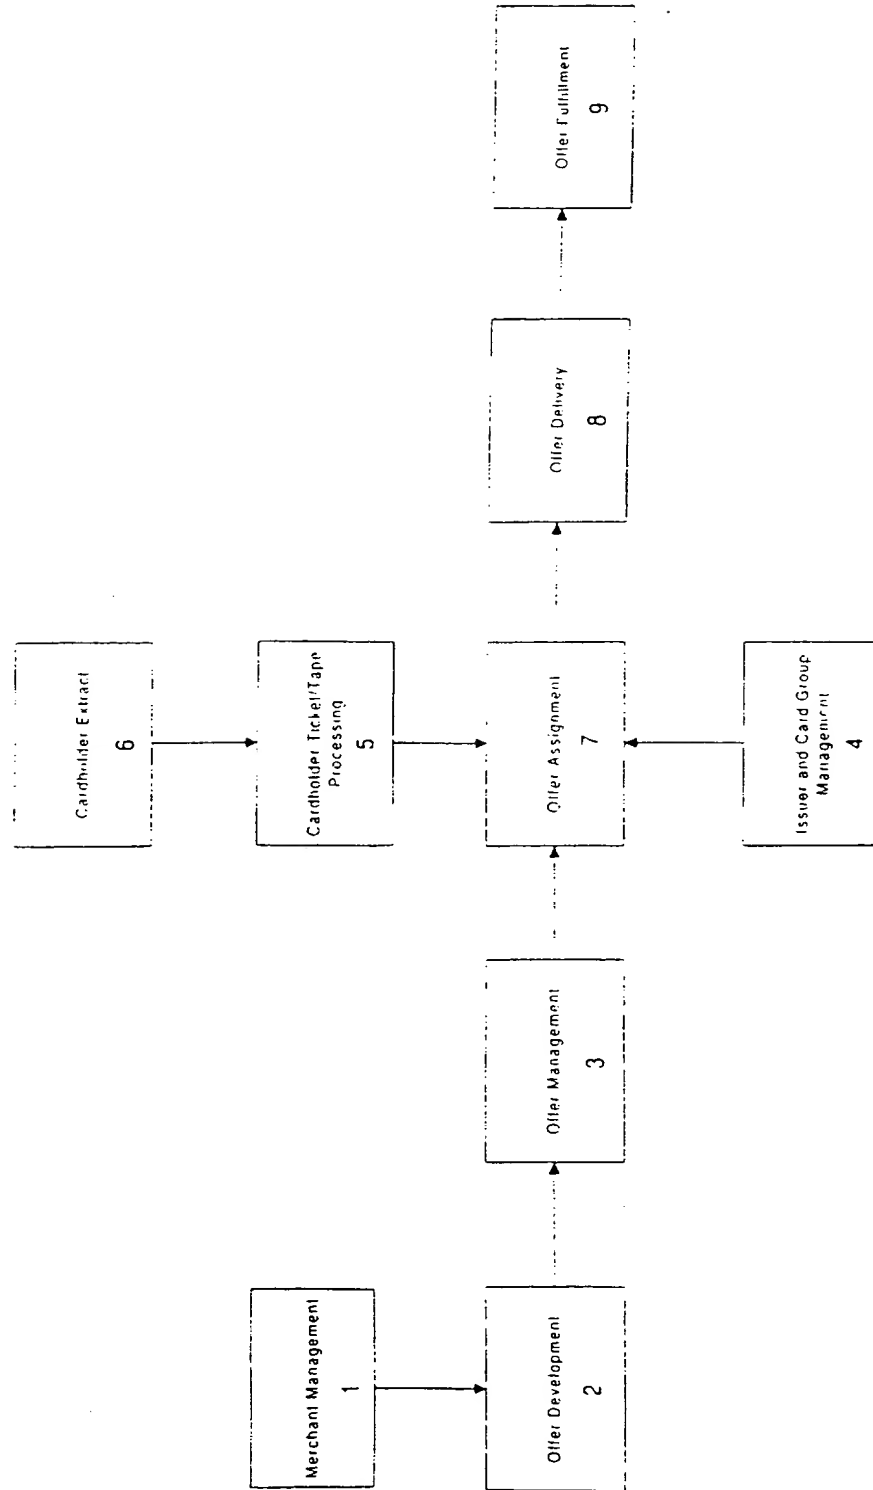 Merchant Management
1
Offer Development
2
Offer Management
3
Cardholder Extract
6
Cardholder Ticket/Tape
Processing
5
Offer Assignment
7
Issuer and Card Group
Management
4
Offer Delivery
8
Offer Fulfillment
9